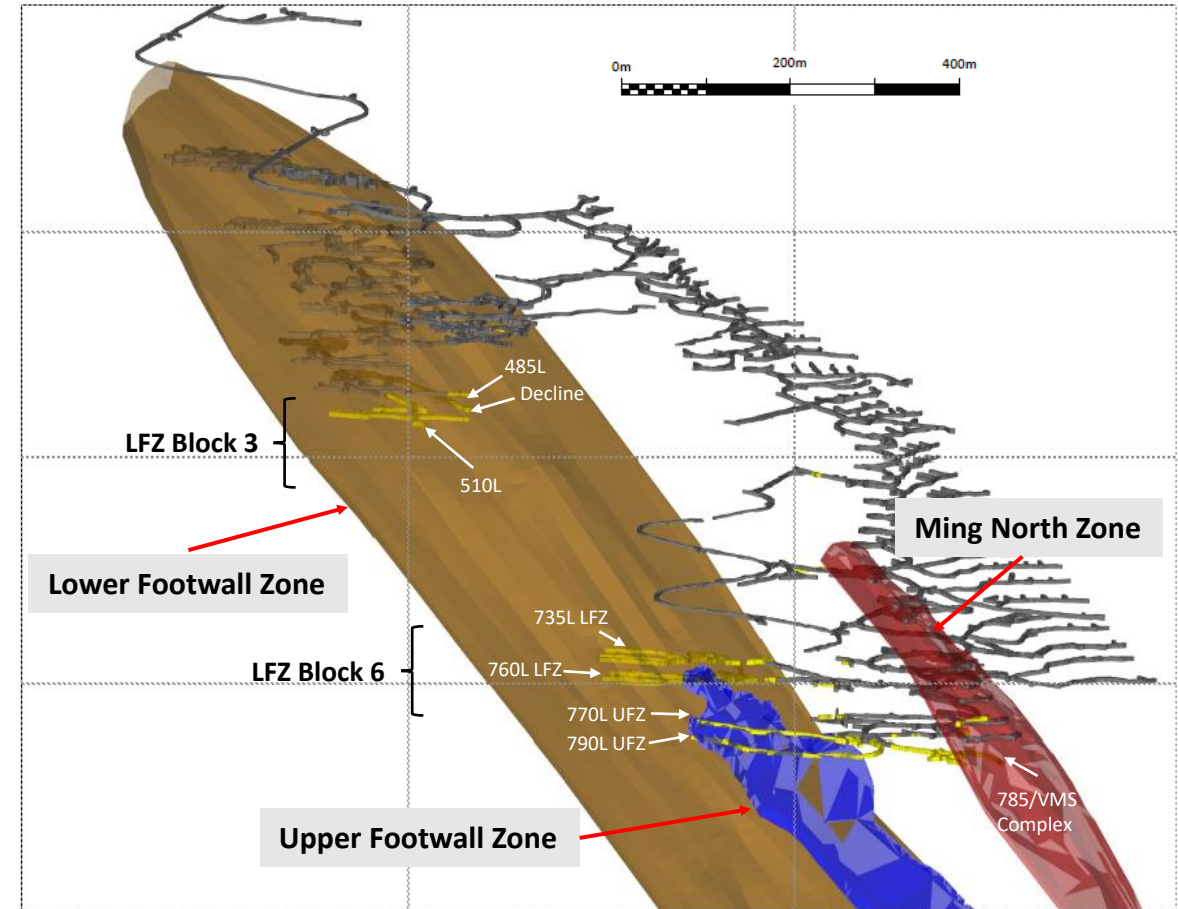 0m
200m
400m
485L
Decline
LFZ Block 3
510L
Ming North Zone
Lower Footwall Zone
735L LFZ
LFZ Block 6
760L LFZ
770L UFZ
790L UFZ
785/VMS
Complex
Upper Footwall Zone